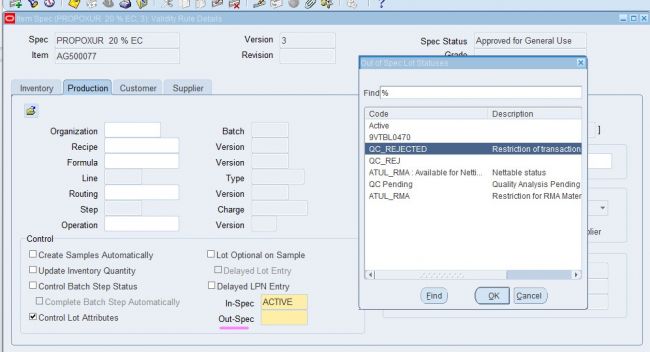 Item Spec (PROPOXUR 20 % EC, 3): Validity Rule Details
Spec PROPOXUR 20 % EC Version 3 Spec Status Approved for General Use
Item AG500077 Revision Grade
Inventory Production Customer Supplier
Organization Batch
Recipe Version
Formula Version
Line Type
Routing Version
Step Charge
Operation Version
Control
Create Samples Automatically Lot Optional on Sample
Update Inventory Quantity Delayed Lot Entry
Control Batch Step Status Delayed LPN Entry
Complete Batch Step Automatically In-Spec ACTIVE
Control Lot Attributes Out-Spec
Out of Spec Lot Statuses
Find %
Code Description
Active
9VTBL0470
QC_REJECTED Restriction of transaction
QC_REJ
ATUL_RMA : Available for Netti... Nettable status
QC Pending Quality Analysis Pending
ATUL_RMA Restriction for RMA Mater
Find OK Cancel
]
plier